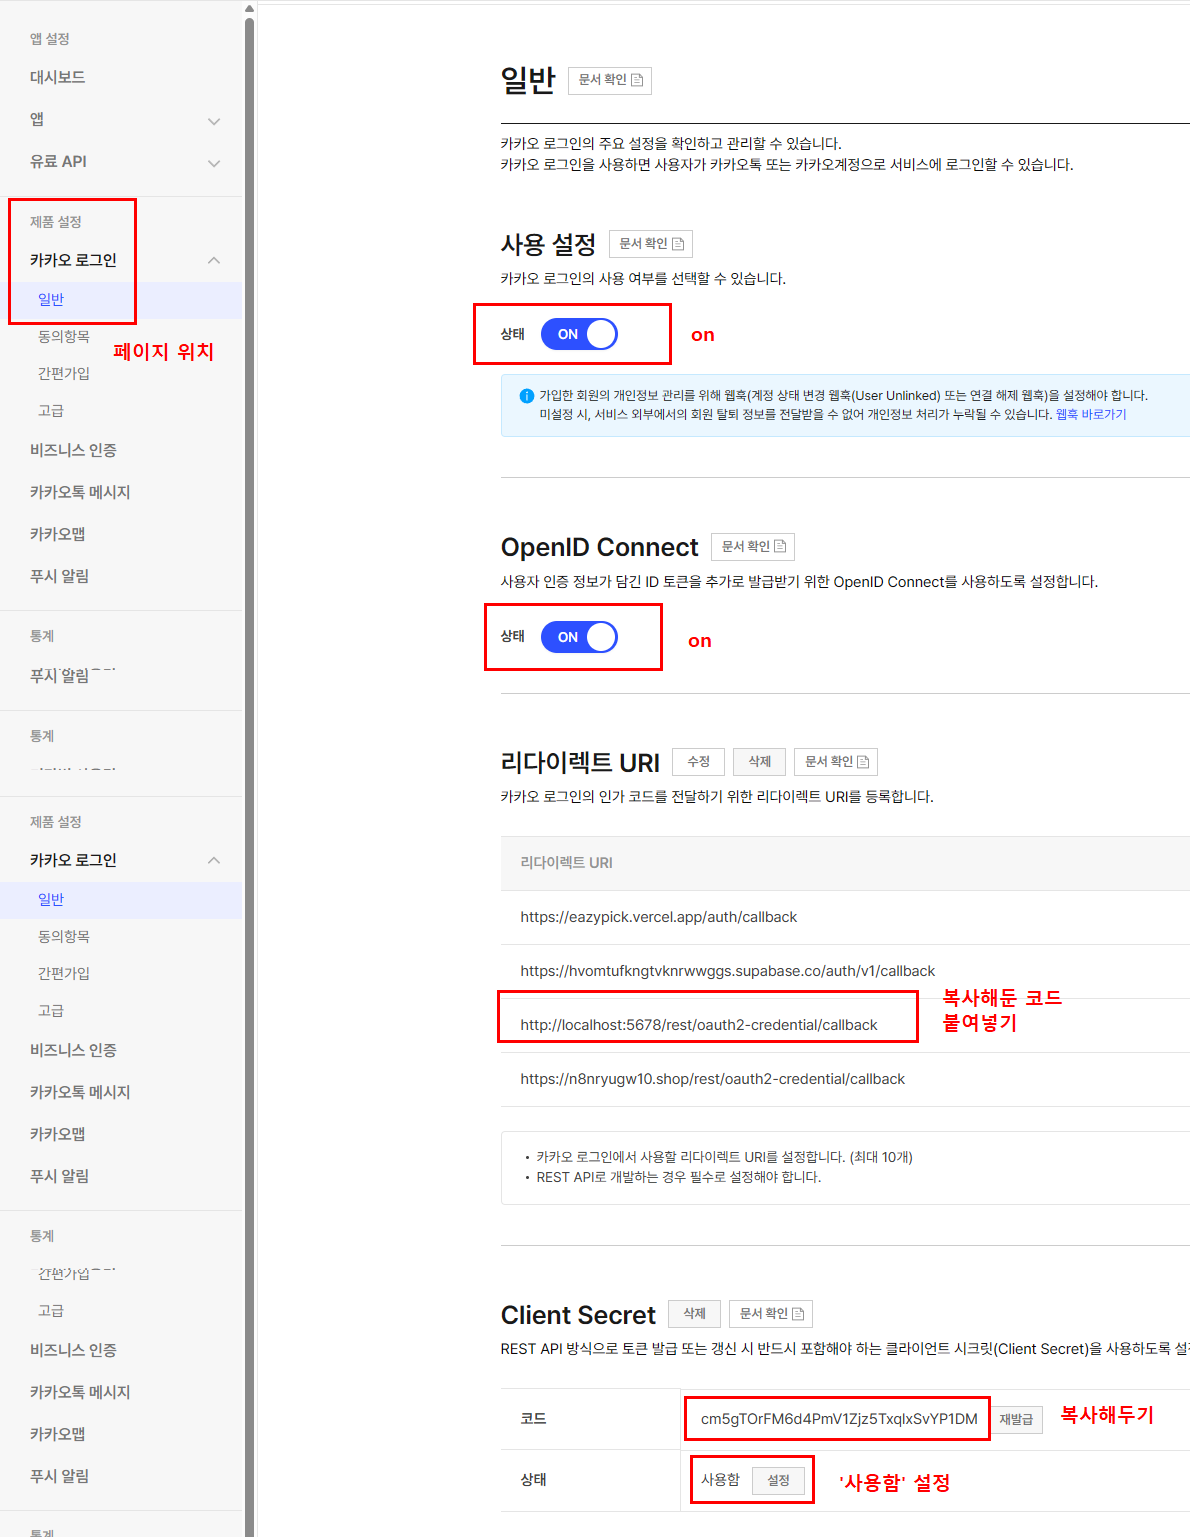 앱 설정
대시보드
앱
유료 API
제품 설정
카카오 로그인
일반
동의항목
페이지 위치
간편가입
고급
비즈니스 인증
카카오톡 메시지
카카오맵
푸시 알림
통계
푸시 알림
통계
제품 설정
카카오 로그인
일반
동의항목
간편가입
고급
비즈니스 인증
카카오톡 메시지
카카오맵
푸시 알림
통계
간편가입
고급
비즈니스 인증
카카오톡 메시지
카카오맵
푸시 알림
통계
일반 문서 확인
카카오 로그인의 주요 설정을 확인하고 관리할 수 있습니다.
카카오 로그인을 사용하면 사용자가 카카오톡 또는 카카오계정으로 서비스에 로그인할 수 있습니다.
사용 설정 문서 확인
카카오 로그인의 사용 여부를 선택할 수 있습니다.
상태 ON on
가입한 회원의 개인정보 관리를 위해 웹훅(계정 상태 변경 웹훅(User Unlinked) 또는 연결 해제 웹훅)을 설정해야 합니다.
미설정 시, 서비스 외부에서의 회원 탈퇴 정보를 전달받을 수 없어 개인정보 처리가 누락될 수 있습니다. 웹훅 바로가기
OpenID Connect 문서 확인
사용자 인증 정보가 담긴 ID 토큰을 추가로 발급받기 위한 OpenID Connect를 사용하도록 설정합니다.
상태 ON on
리다이렉트 URI 수정 삭제 문서 확인
카카오 로그인의 인가 코드를 전달하기 위한 리다이렉트 URI를 등록합니다.
리다이렉트 URI
https://eazypick.vercel.app/auth/callback
https://hvomtufkngtvknrwwggs.supabase.co/auth/v1/callback
http://localhost:5678/rest/oauth2-credential/callback
복사해둔 코드
붙여넣기
https://n8nryugw10.shop/rest/oauth2-credential/callback
• 카카오 로그인에서 사용할 리다이렉트 URI를 설정합니다. (최대 10개)
• REST API로 개발하는 경우 필수로 설정해야 합니다.
Client Secret 삭제 문서 확인
REST API 방식으로 토큰 발급 또는 갱신 시 반드시 포함해야 하는 클라이언트 시크릿(Client Secret)을 사용하도록
코드 cm5gTOrFM6d4PmV1Zjz5TxqlxSvYP1DM 재발급 복사해두기
상태 사용함 설정 '사용함' 설정